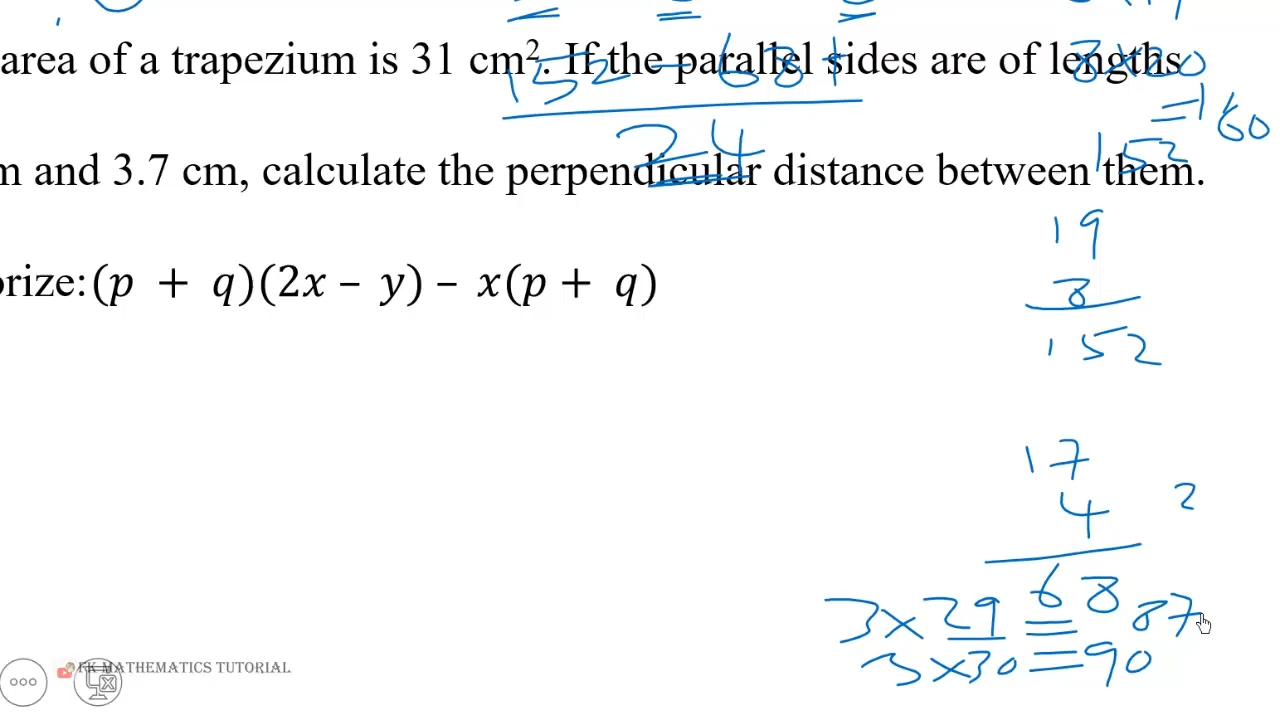 area of a trapezium is 31 cm². If the parallel sides are of lengths
8×20
=160
152 - 68 +
24
152
m and 3.7 cm, calculate the perpendicular distance between them.
19
8
152
orize: (p + q)(2x – y) – x(p + q)
17
4
2
68
3×29 = 87
3×30 = 90
FK MATHEMATICS TUTORIAL